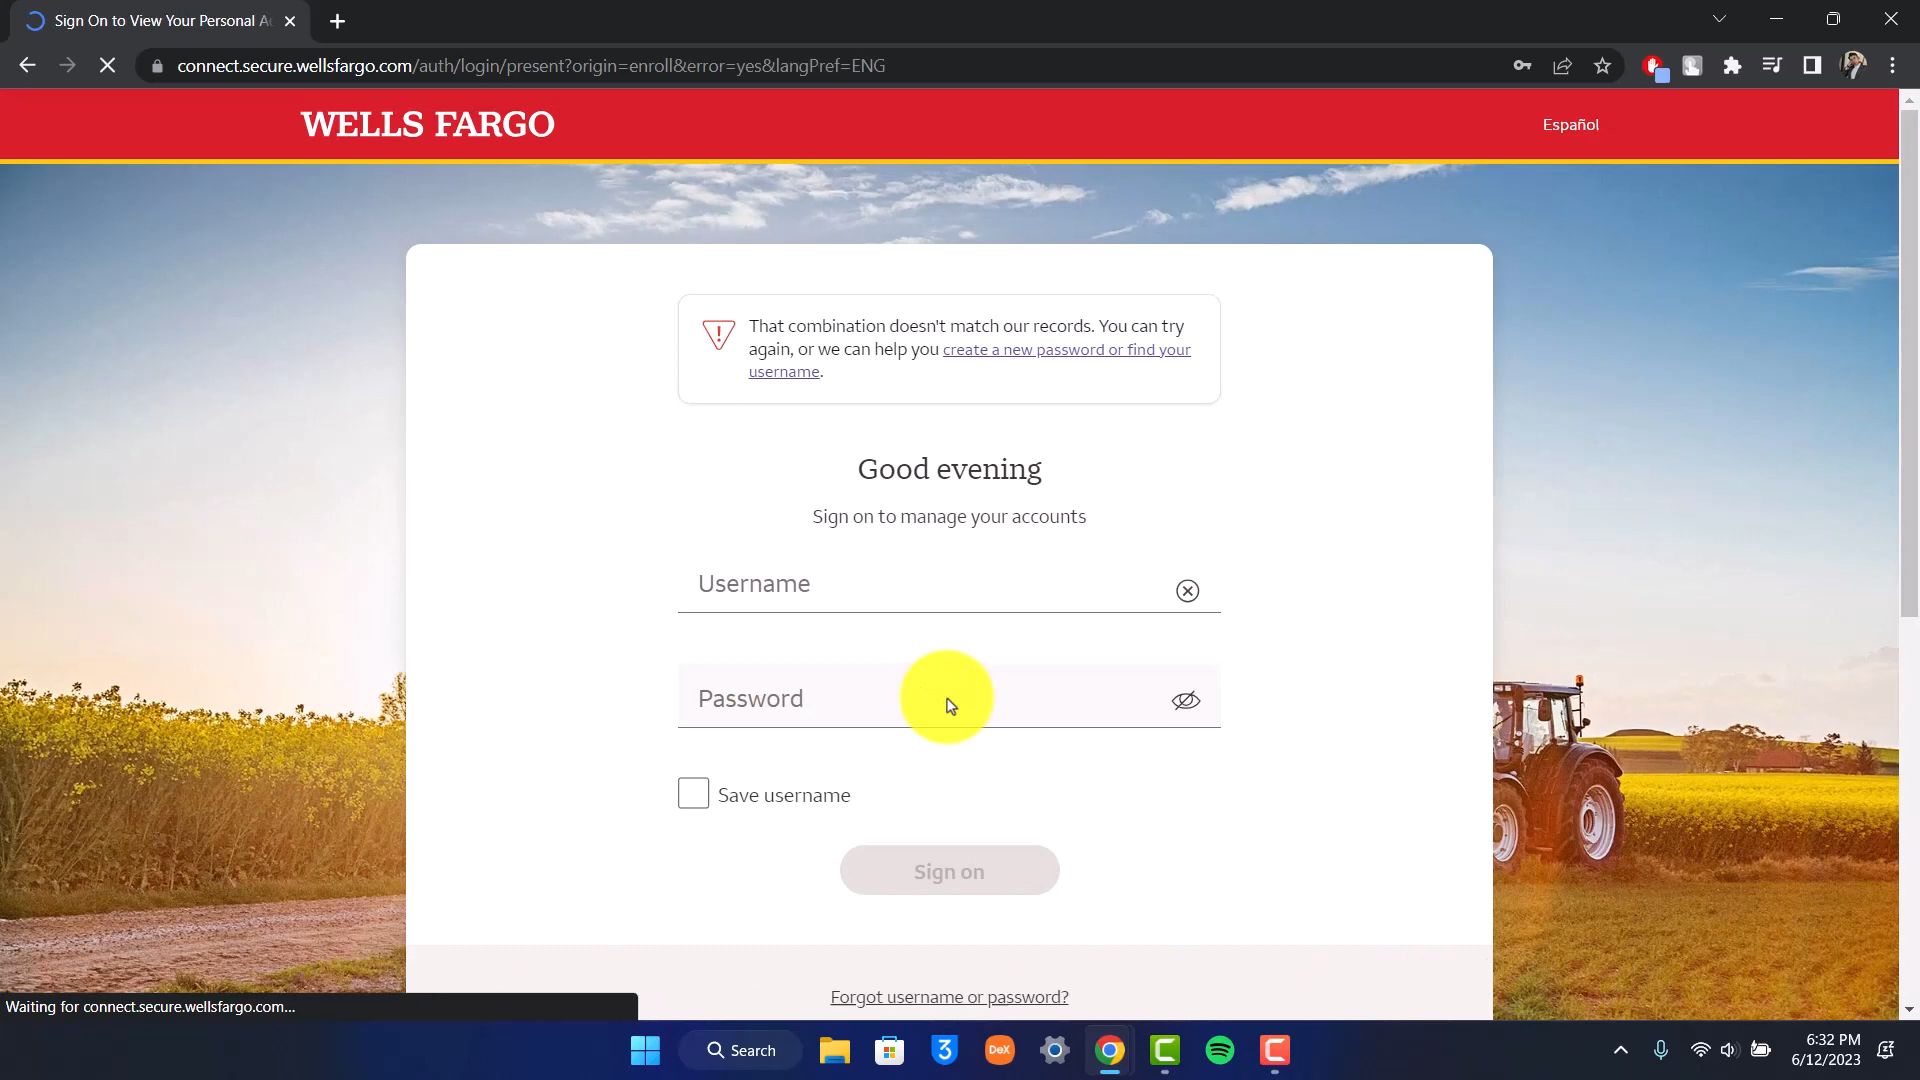 Sign On to View Your Personal A
connect.secure.wellsfargo.com/auth/login/present?origin=enroll&error=yes&langPref=ENG
WELLS FARGO
Español
That combination doesn't match our records. You can try
again, or we can help you create a new password or find your
username.
Good evening
Sign on to manage your accounts
Username
Password
Save username
Sign on
Forgot username or password?
Waiting for connect.secure.wellsfargo.com...
Search
3
DeX
6:32 PM
6/12/2023